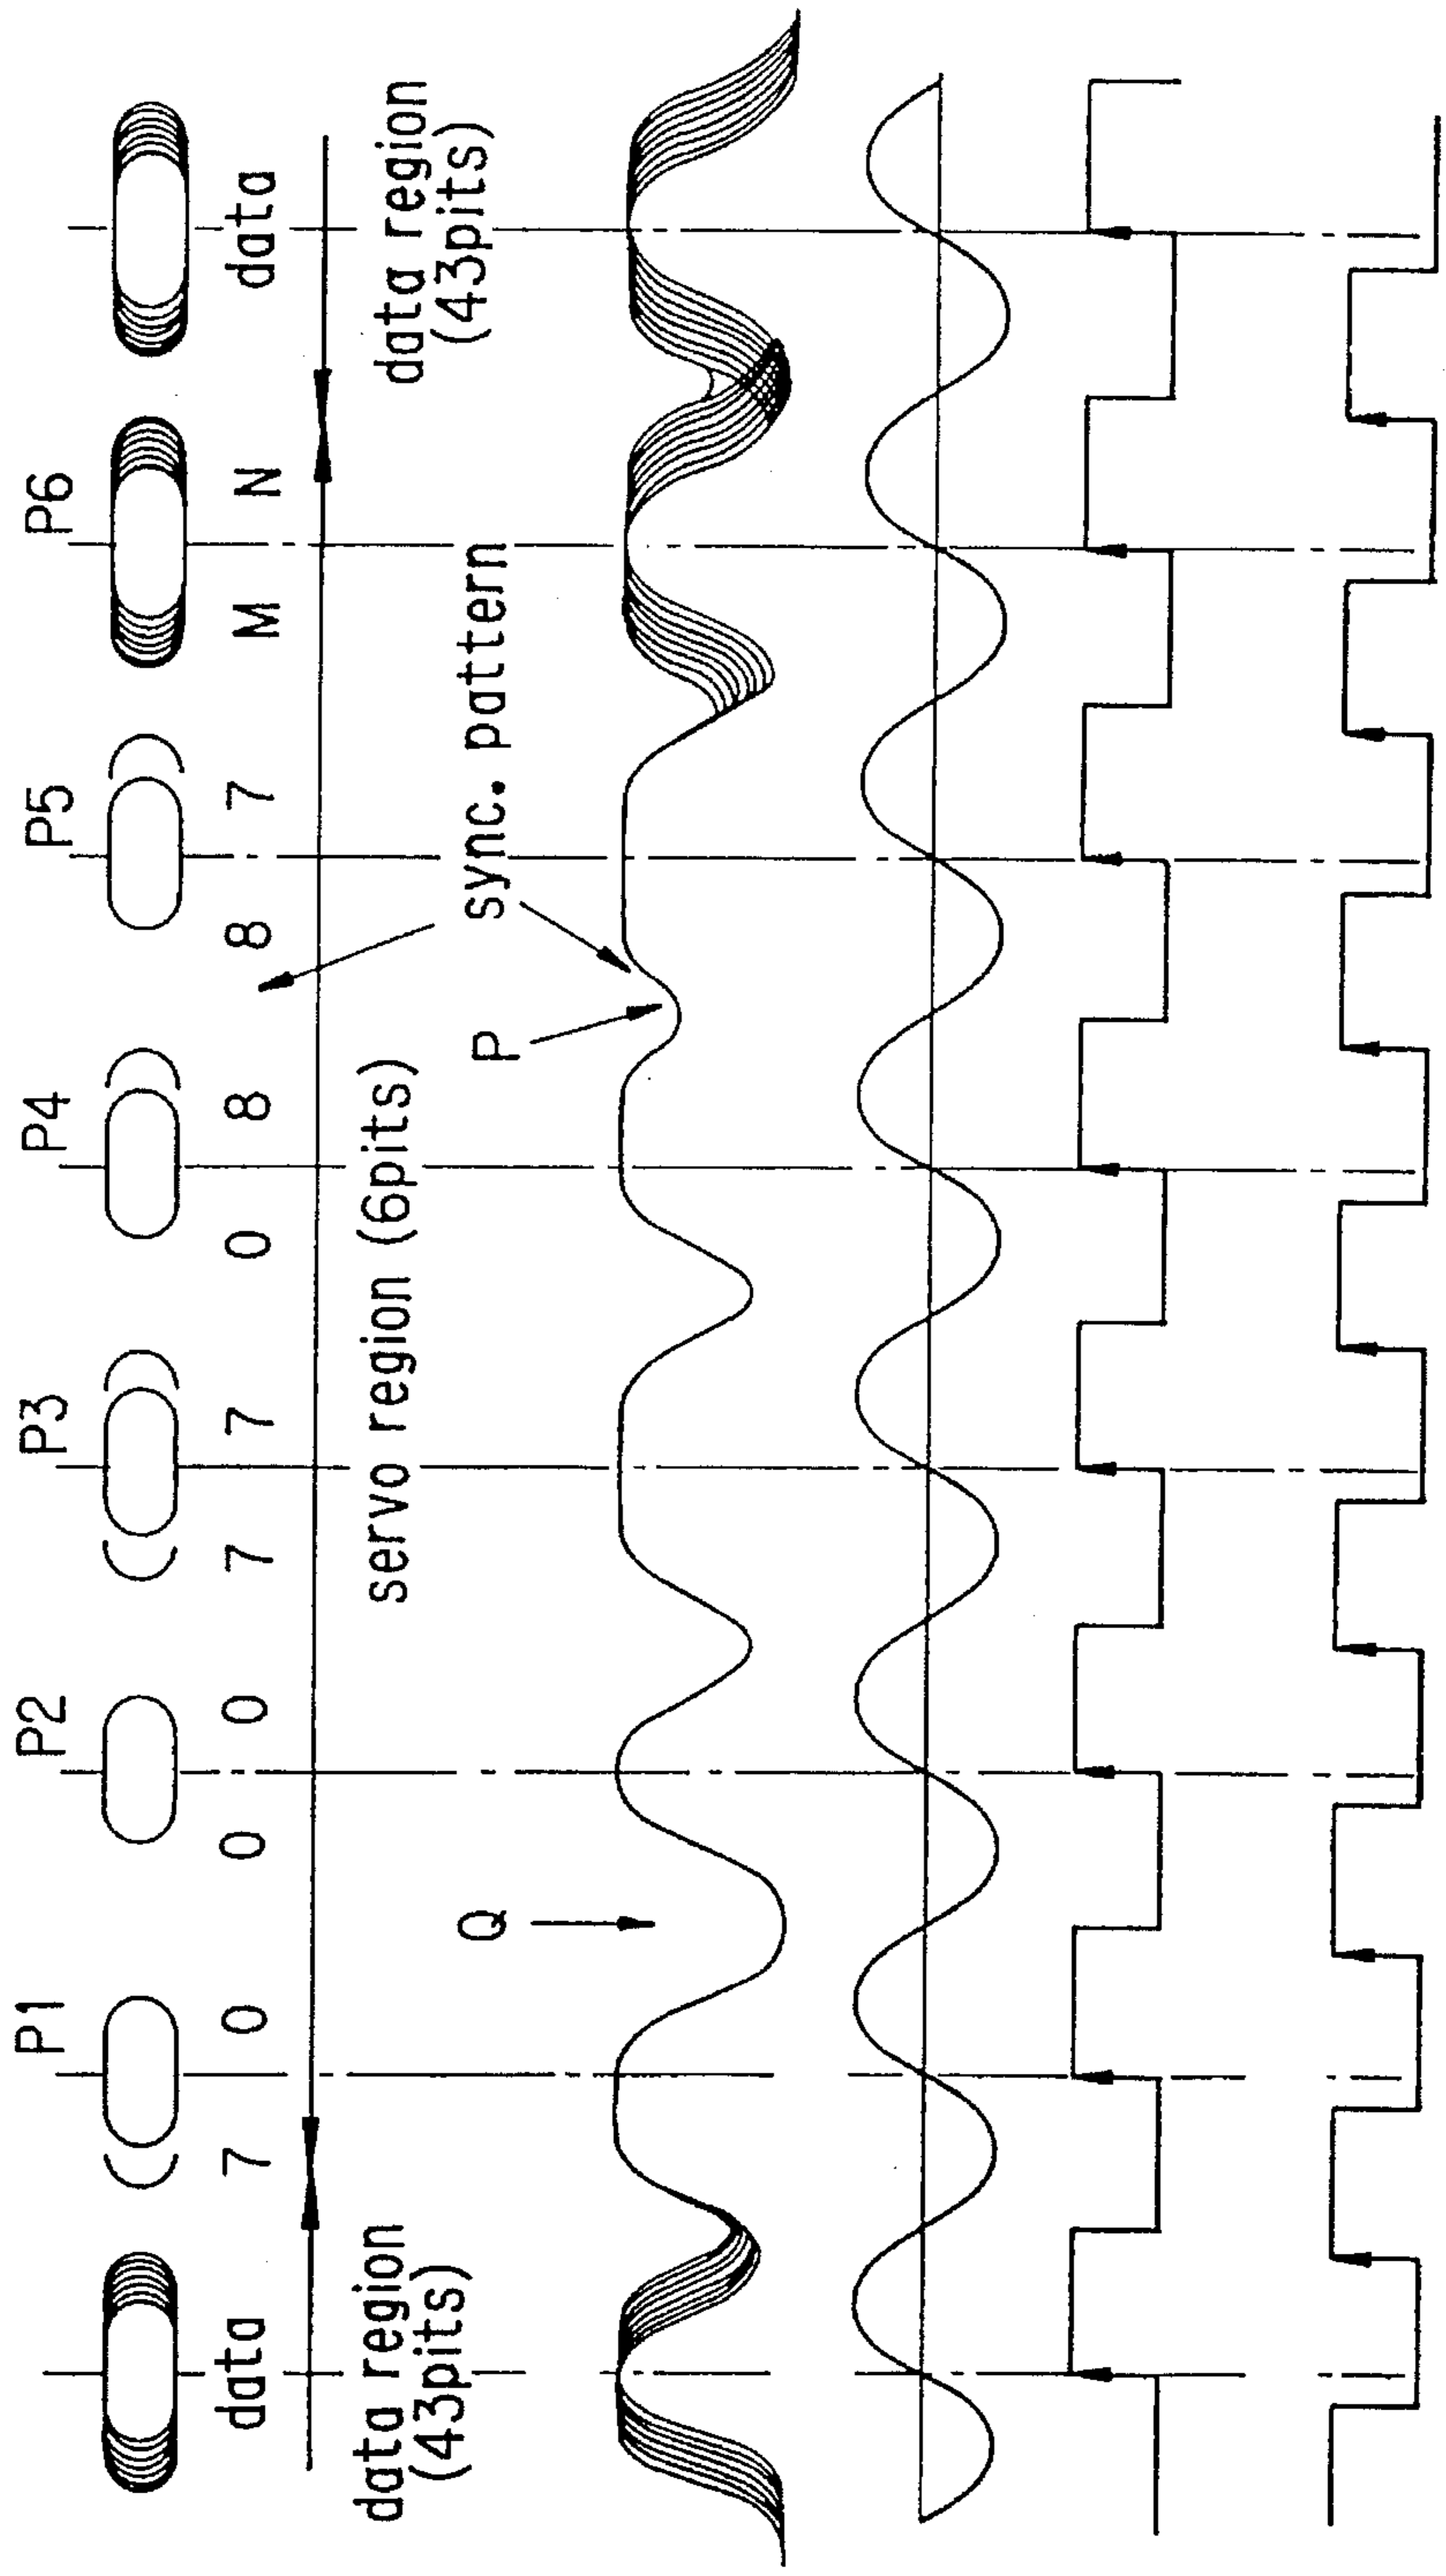 P1 P2 P3 P4 P5 P6
data 7 0 0 0 7 7 0 8 8 7 M N data
data region
(43pits)
servo region (6pits)
data region
(43pits)
Q
P
sync. pattern